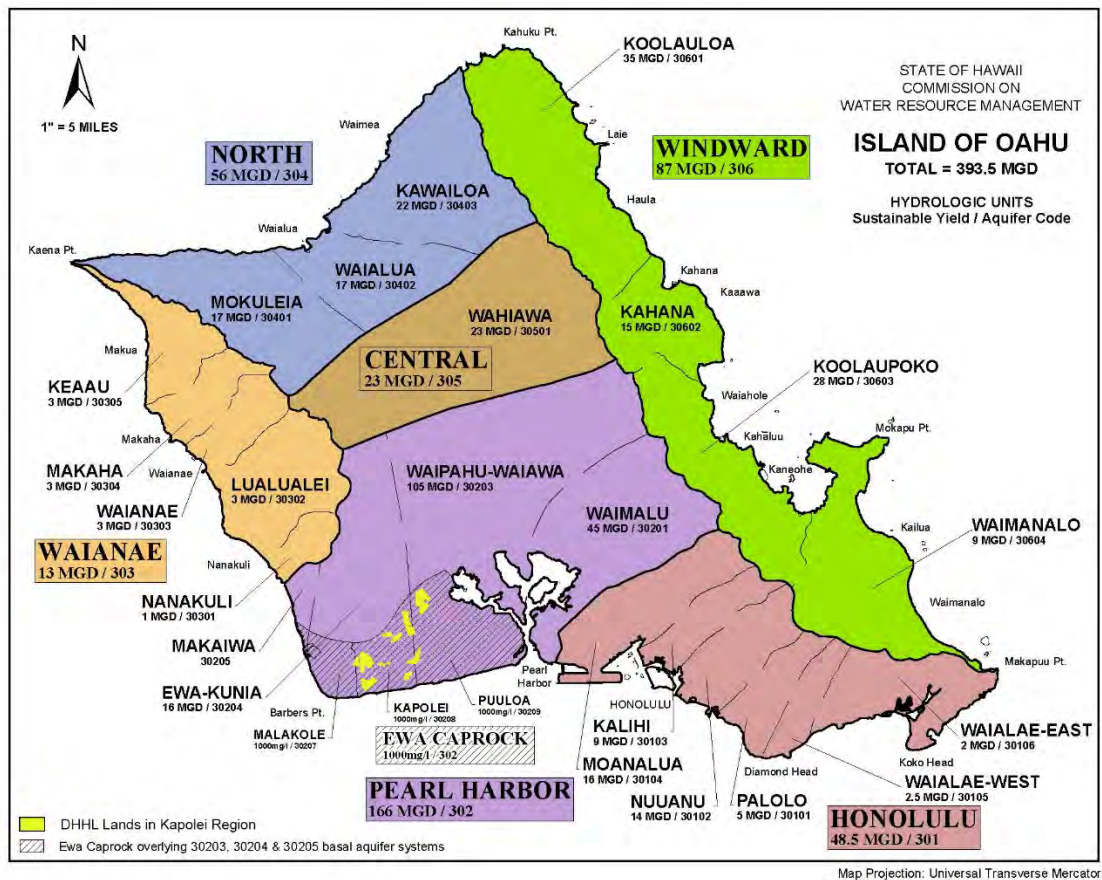 Kahuku Pt.
N
1" = 5 MILES
KOOLAULOA
35 MGD / 30601
STATE OF HAWAII
COMMISSION ON
WATER RESOURCE MANAGEMENT
ISLAND OF OAHU
TOTAL = 393.5 MGD
HYDROLOGIC UNITS
Sustainable Yield / Aquifer Code
Waimea
Laie
NORTH
56 MGD / 304
WINDWARD
87 MGD / 306
KAWAILOA
22 MGD / 30403
Haula
Waialua
Kaena Pt.
WAIALUA
17 MGD / 30402
Kahana
Kaaawa
MOKULEIA
17 MGD / 30401
WAHIAWA
23 MGD / 30501
KAHANA
15 MGD / 30602
Makua
CENTRAL
23 MGD / 305
KOOLAUPOKO
28 MGD / 30603
KEAAU
3 MGD / 30305
Waiahole
Makaha
Kahaluu
Mokapu Pt.
MAKAHA
3 MGD / 30304
Waianae
Kaneohe
LUALUALEI
3 MGD / 30302
WAIPAHU-WAIAWA
105 MGD / 30203
WAIANAE
3 MGD / 30303
WAIMALU
45 MGD / 30201
Kailua
WAIMANALO
9 MGD / 30604
WAIANAE
13 MGD / 303
Nanakuli
NANAKULI
1 MGD / 30301
Waimanalo
MAKAIWA
30205
Makapuu Pt.
Pearl
Harbor
EWA-KUNIA
16 MGD / 30204
Barbers Pt.
KAPOLEI
1000mg/l / 30208
PUULOA
1000mg/l / 30209
HONOLULU
MALAKOLE
1000mg/l / 30207
KALIHI
9 MGD / 30103
EWA CAPROCK
1000mg/l / 302
WAIALAE-EAST
2 MGD / 30106
MOANALUA
16 MGD / 30104
Diamond Head
Koko Head
PEARL HARBOR
166 MGD / 302
WAIALAE-WEST
2.5 MGD / 30105
NUUANU
14 MGD / 30102
PALOLO
5 MGD / 30101
HONOLULU
48.5 MGD / 301
DHHL Lands in Kapolei Region
Ewa Caprock overlying 30203, 30204 & 30205 basal aquifer systems
Map Projection: Universal Transverse Mercator